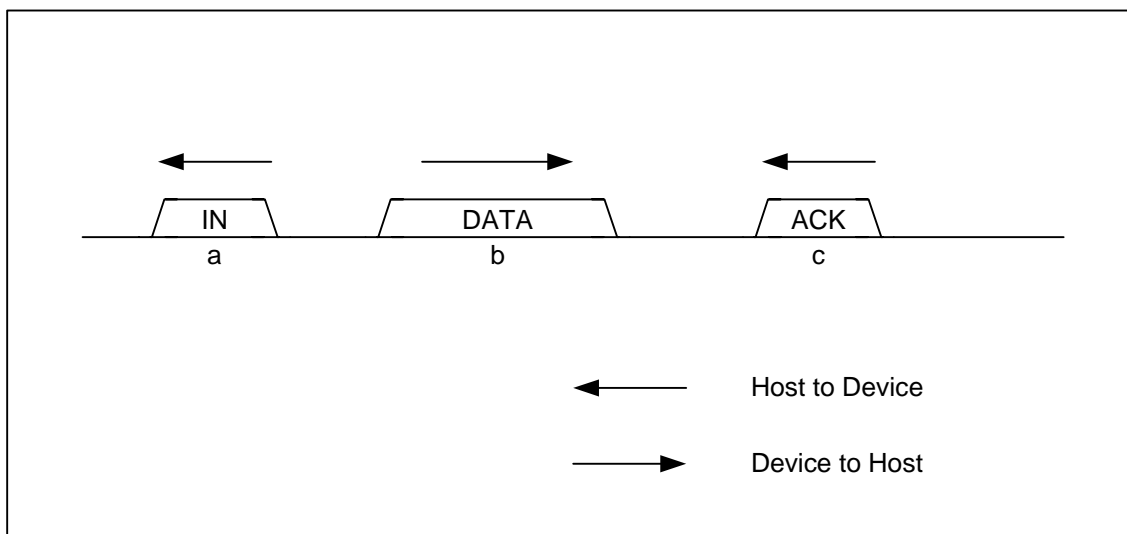 IN DATA ACK
a b c
Host to Device
Device to Host